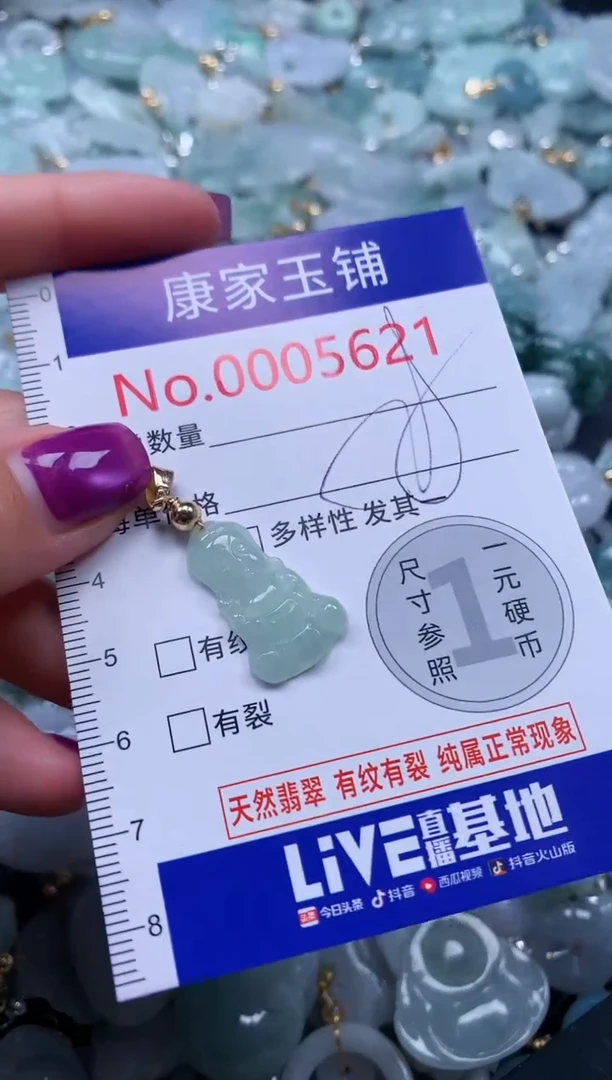 康家玉铺
0
1
No.0005621
数量
格
多样性 发其一
4
尺寸参照
1
一元硬币
5
有纹
6
有裂
天然翡翠 有纹有裂 纯属正常现象
7
LiVE直播基地
8
头条 今日头条 抖音 西瓜视频 抖音火山版